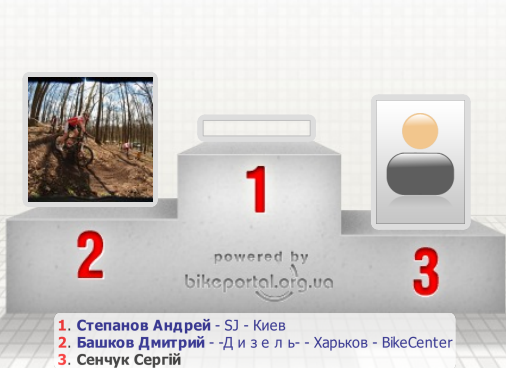 1
2
3
powered by
bikeportal.org.ua
1. Степанов Андрей - SJ - Киев
2. Башков Дмитрий - -Д и з е л ь- - Харьков - BikeCenter
3. Сенчук Сергій